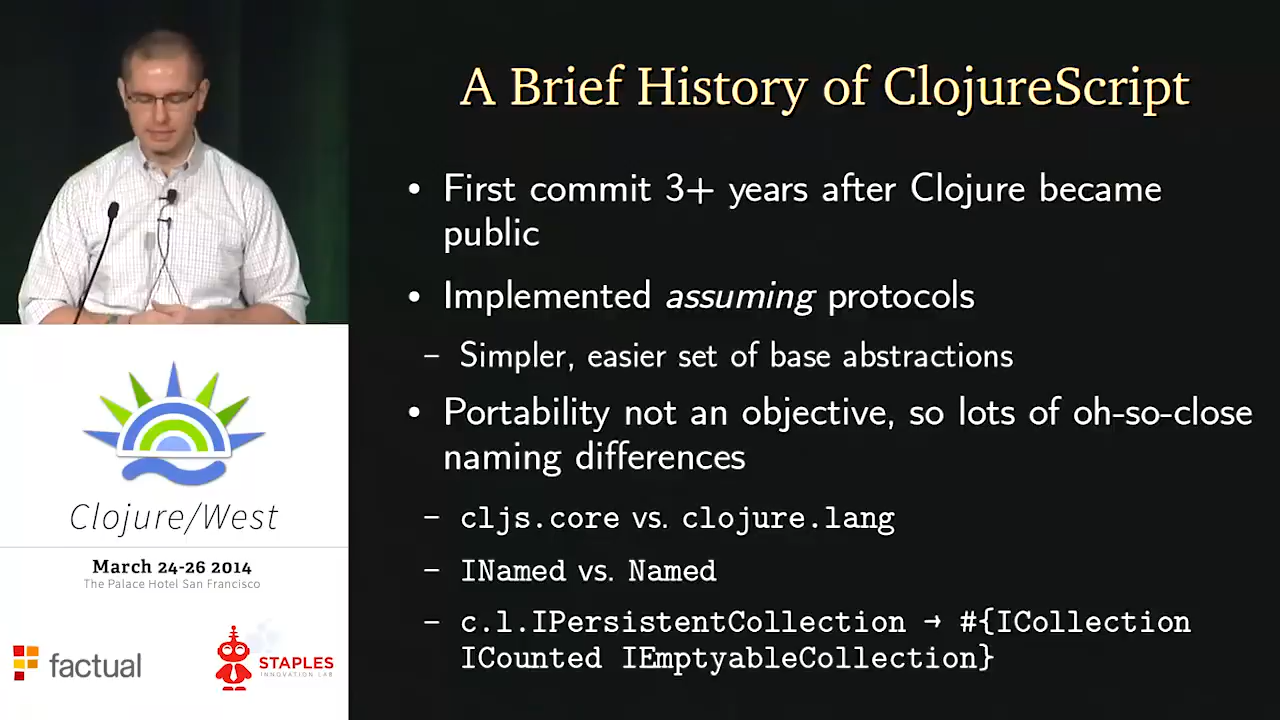 A Brief History of ClojureScript
• First commit 3+ years after Clojure became
public
• Implemented assuming protocols
– Simpler, easier set of base abstractions
• Portability not an objective, so lots of oh-so-close
naming differences
– cljs.core vs. clojure.lang
– INamed vs. Named
– c.l.IPersistentCollection → #{ICollection
ICounted IEmptyableCollection}
Clojure/West
March 24-26 2014
The Palace Hotel San Francisco
factual
STAPLES
INNOVATION LAB